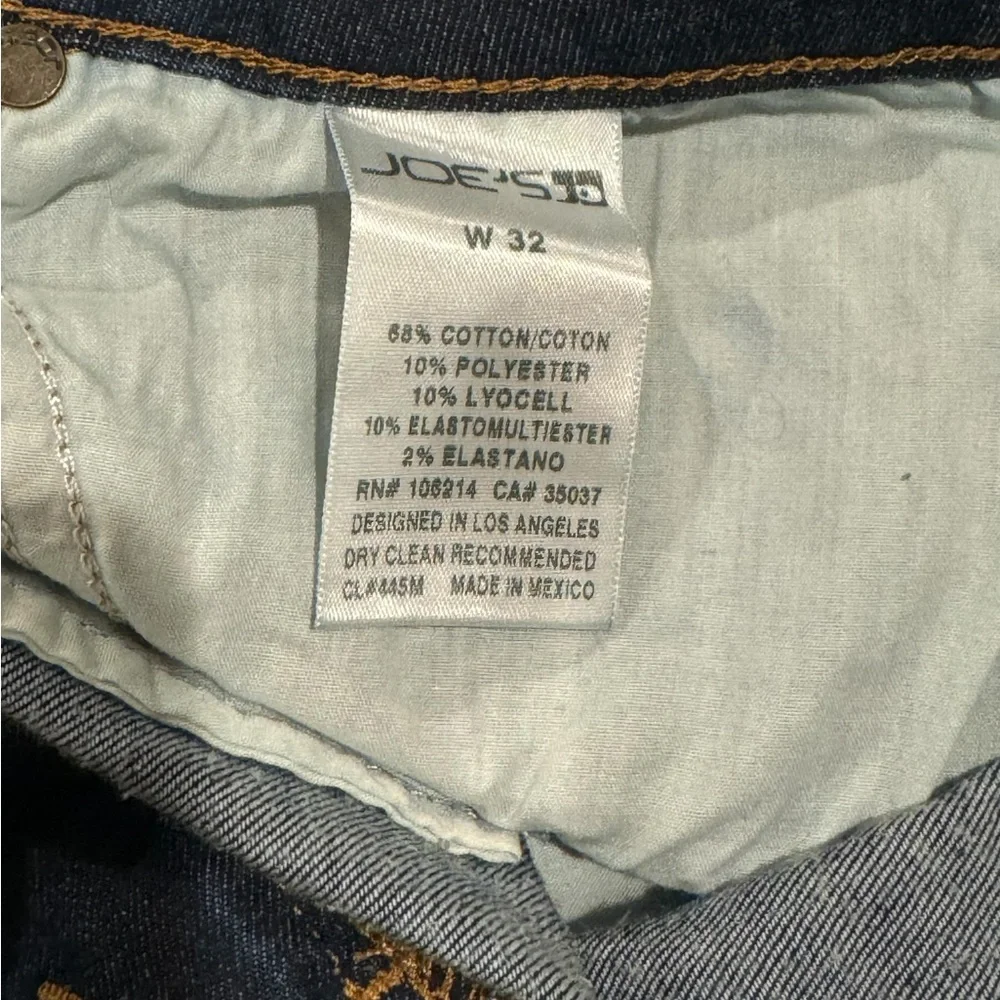 JOE'S
W 32
68% COTTON/COTON
10% POLYESTER
10% LYOCELL
10% ELASTOMULTIESTER
2% ELASTANO
RN# 106214 CA# 35037
DESIGNED IN LOS ANGELES
DRY CLEAN RECOMMENDED
CL#445M MADE IN MEXICO